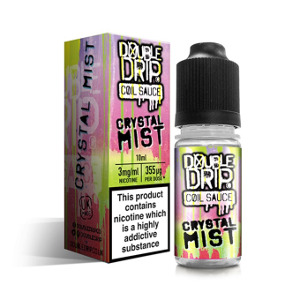 CRYSTAL MIST
DOUBLE
DRIP
COIL SAUCE
CRYSTAL
MIST
10ml
3mg/ml
NICOTINE
355µg
PER DOSE
This product
contains
nicotine which
is a highly
addictive
substance
DOUBLE
DRIP
COIL SAUCE
CRYSTAL
MIST